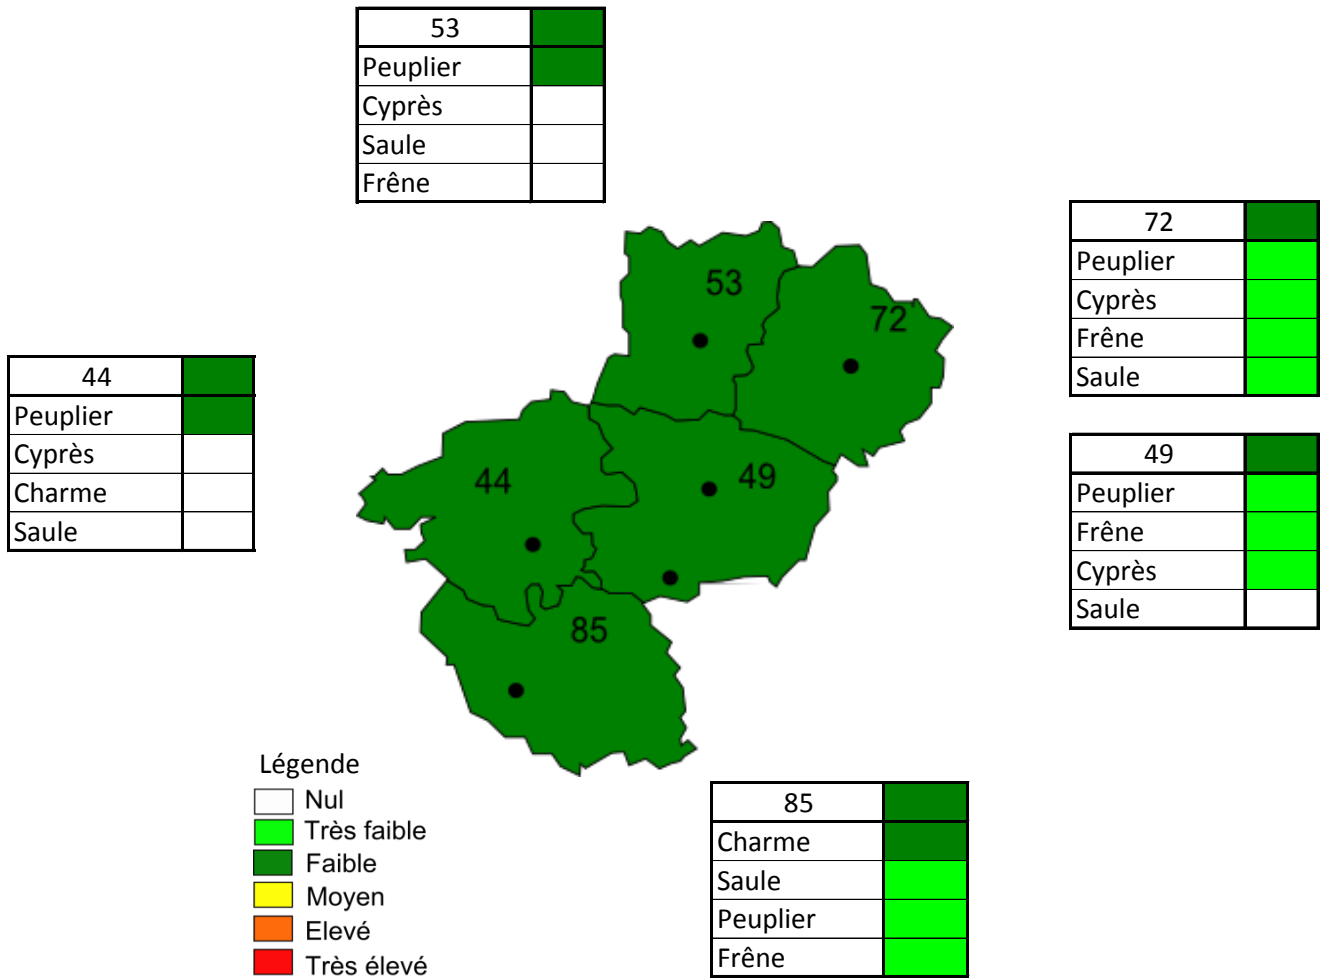 53
Peuplier
Cyprès
Saule
Frêne
72
Peuplier
Cyprès
Frêne
Saule
44
Peuplier
Cyprès
Charme
Saule
49
Peuplier
Frêne
Cyprès
Saule
53
72
44
49
85
Légende
Nul
Très faible
Faible
Moyen
Elevé
Très élevé
85
Charme
Saule
Peuplier
Frêne